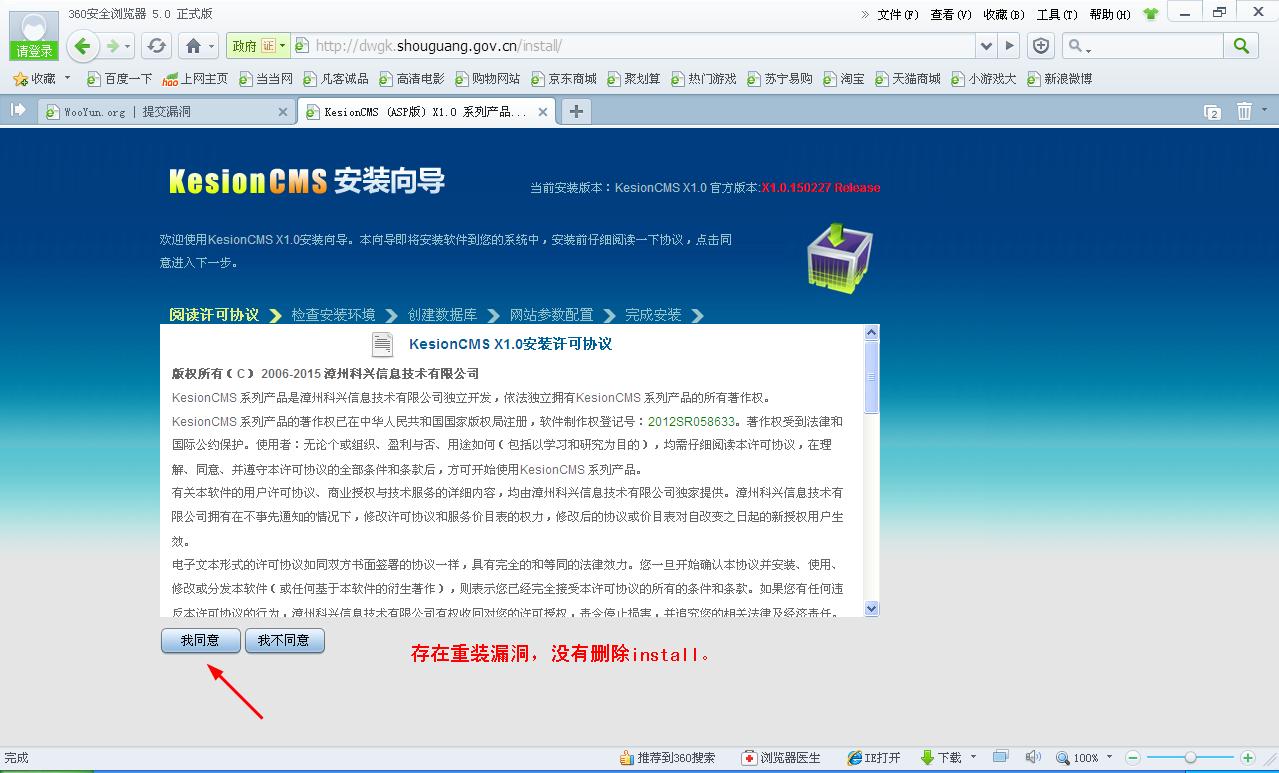 360安全浏览器 5.0 正式版
» 文件(F) 查看(V) 收藏(B) 工具(T) 帮助(H)
请登录
政府 证 http://dwgk.shouguang.gov.cn/install/
收藏 百度一下 hao 上网主页 当当网 凡客诚品 高清电影 购物网站 京东商城 聚划算 热门游戏 苏宁易购 淘宝 天猫商城 小游戏大 新浪微博
WooYun.org | 提交漏洞
KesionCMS (ASP版) X1.0 系列产品...
2
KesionCMS 安装向导
当前安装版本：KesionCMS X1.0 官方版本:X1.0.150227 Release
欢迎使用KesionCMS X1.0安装向导。本向导即将安装软件到您的系统中，安装前仔细阅读一下协议，点击同
意进入下一步。
阅读许可协议 检查安装环境 创建数据库 网站参数配置 完成安装
KesionCMS X1.0安装许可协议
版权所有（C） 2006-2015 漳州科兴信息技术有限公司
KesionCMS 系列产品是漳州科兴信息技术有限公司独立开发，依法独立拥有KesionCMS 系列产品的所有著作权。
KesionCMS 系列产品的著作权已在中华人民共和国国家版权局注册，软件制作权登记号：2012SR058633。著作权受到法律和
国际公约保护。使用者：无论个或组织、盈利与否、用途如何（包括以学习和研究为目的），均需仔细阅读本许可协议，在理
解、同意、并遵守本许可协议的全部条件和条款后，方可开始使用KesionCMS 系列产品。
有关本软件的用户许可协议、商业授权与技术服务的详细内容，均由漳州科兴信息技术有限公司独家提供。漳州科兴信息技术有
限公司拥有在不事先通知的情况下，修改许可协议和服务价目表的权力，修改后的协议或价目表对自改变之日起的新授权用户生
效。
电子文本形式的许可协议如同双方书面签署的协议一样，具有完全的和等同的法律效力。您一旦开始确认本协议并安装、使用、
修改或分发本软件（或任何基于本软件的衍生著作），则表示您已经完全接受本许可协议的所有的条件和条款。如果您有任何违
反本许可协议的行为，漳州科兴信息技术有限公司有权收回对您的许可授权，责令停止损害，并追究您的相关法律及经济责任。
我同意 我不同意
存在重装漏洞，没有删除install。
完成
推荐到360搜索 浏览器医生 IE打开 下载 100%